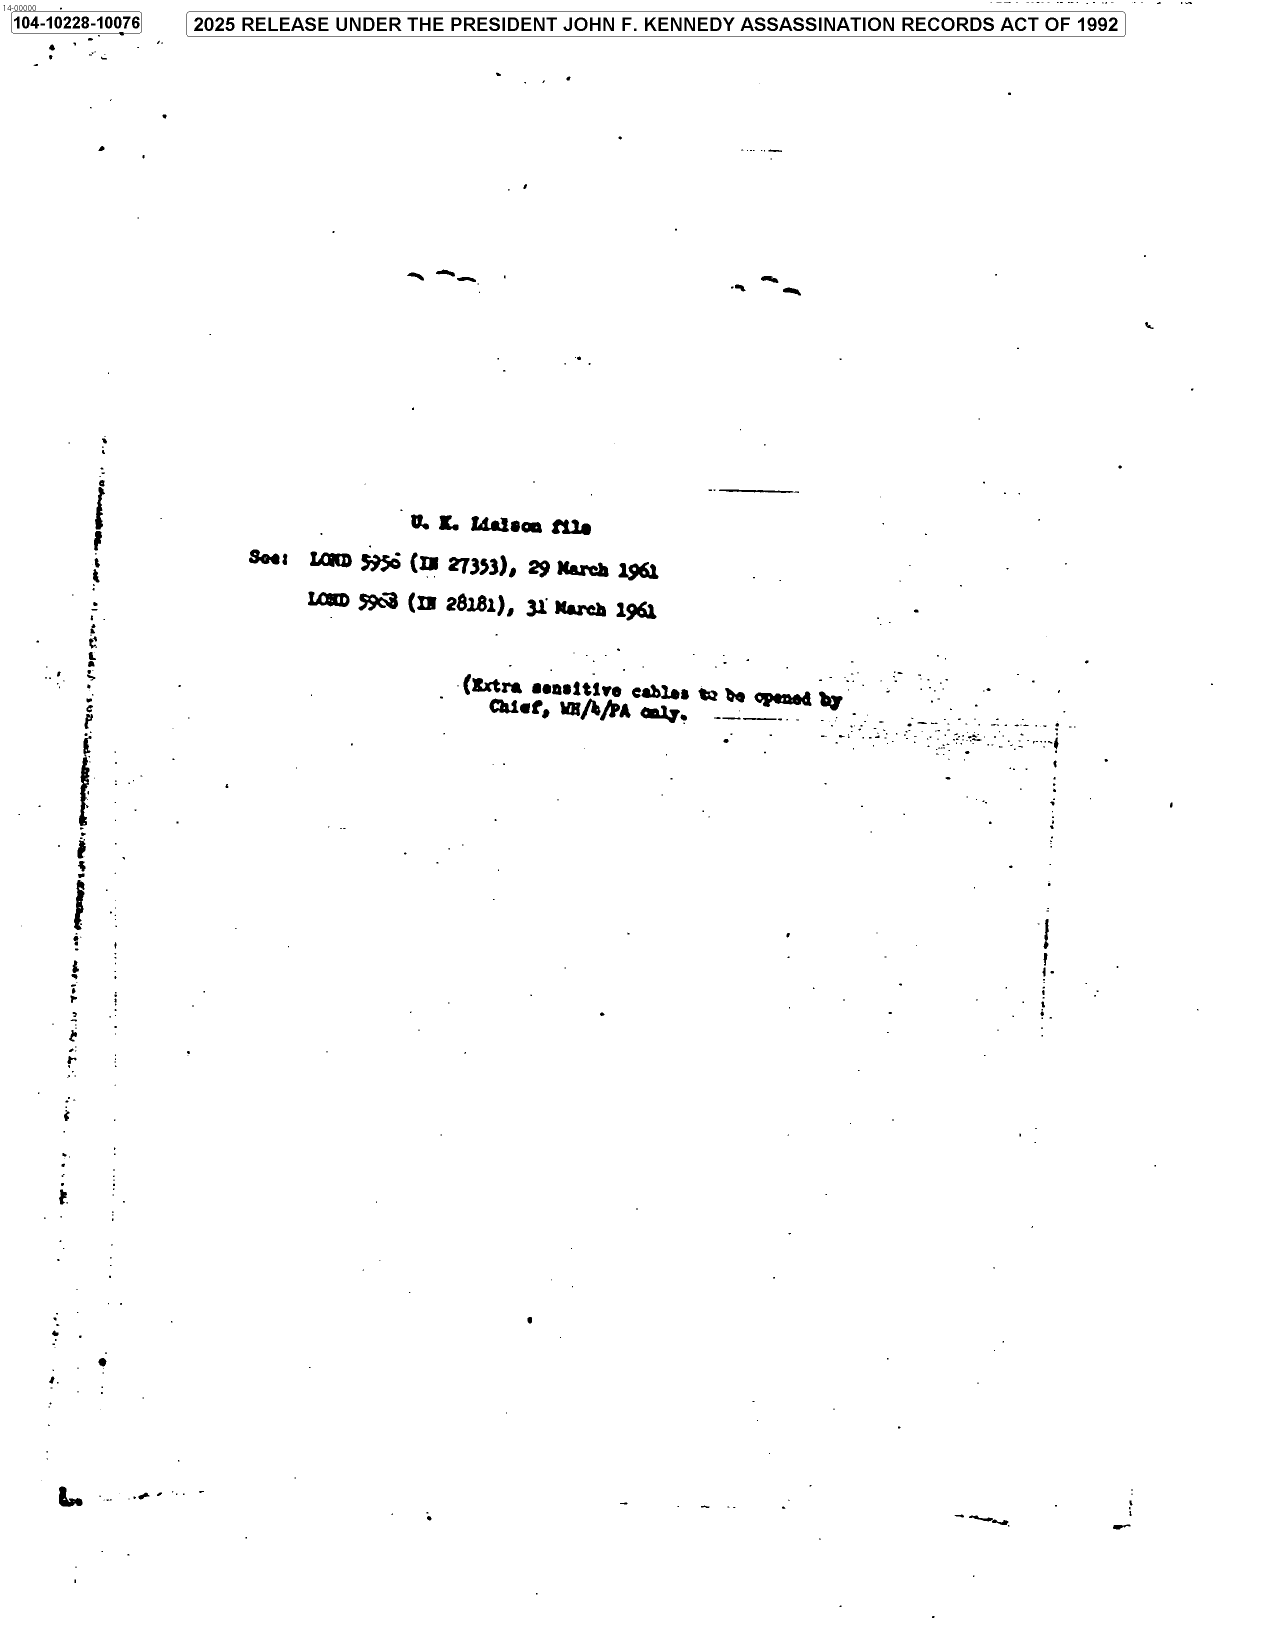 14-00000
104-10228-10076
2025 RELEASE UNDER THE PRESIDENT JOHN F. KENNEDY ASSASSINATION RECORDS ACT OF 1992
U. K. Liaison file
See: LOND 5956 (IN 27353), 29 March 1961
LOND 5968 (IN 28181), 31 March 1961
(Extra sensitive cables to be opened by
Chief, WH/4/PA only.